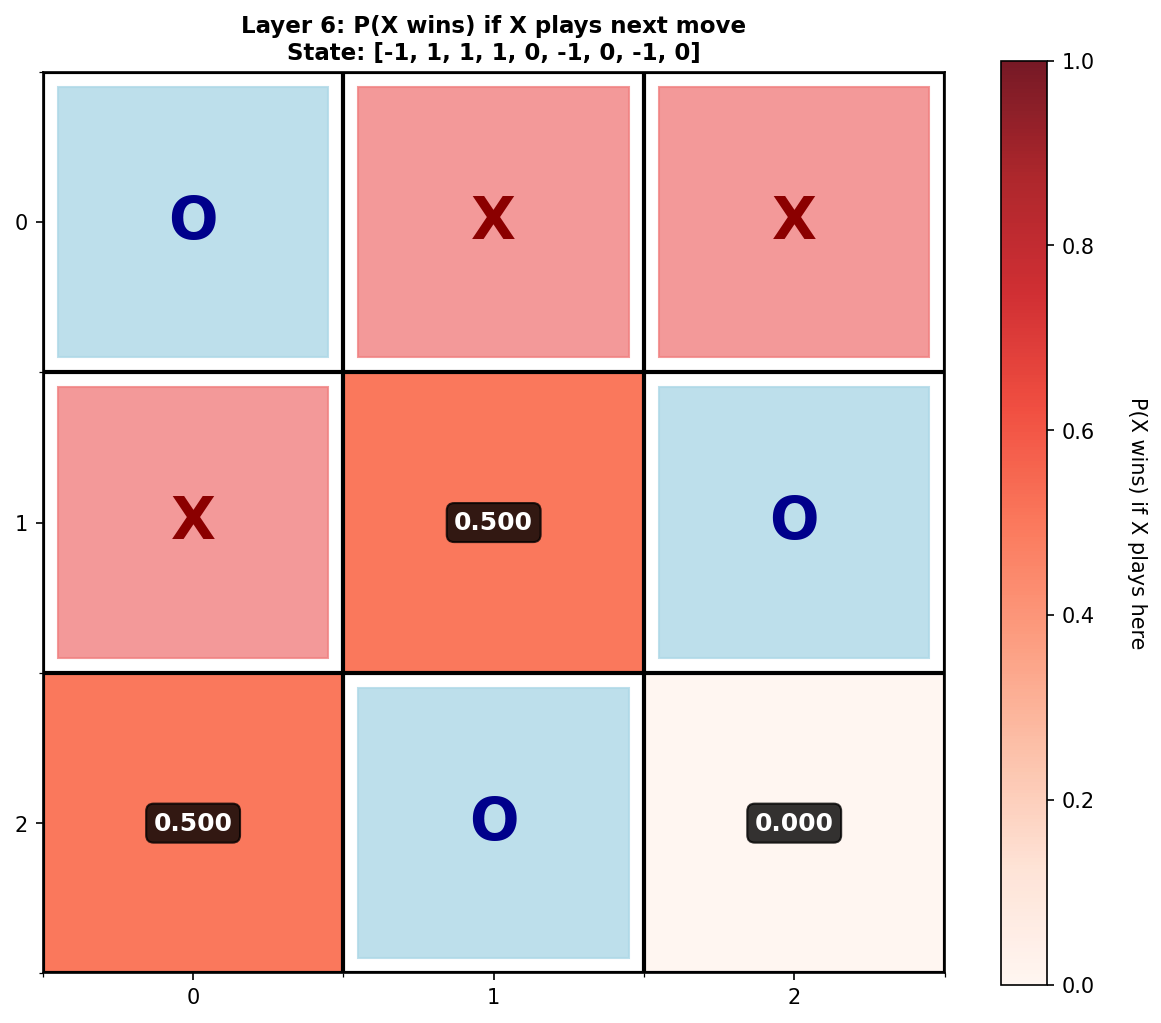 Layer 6: P(X wins) if X plays next move
State: [-1, 1, 1, 1, 0, -1, 0, -1, 0]
O
X
X
X
0.500
O
0.500
O
0.000
0
1
2
0
1
2
1.0
0.8
0.6
0.4
0.2
0.0
P(X wins) if X plays here